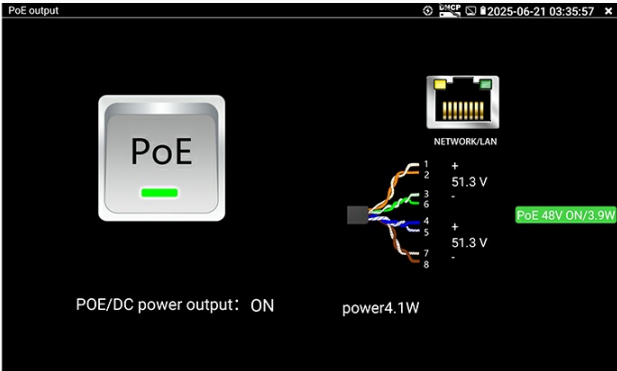 PoE output
DHCP 2025-06-21 03:35:57 ×
PoE
NETWORK/LAN
1 +
2
51.3 V
3 -
6
PoE 48V ON/3.9W
4 +
5
51.3 V
7 -
8
POE/DC power output: ON
power4.1W